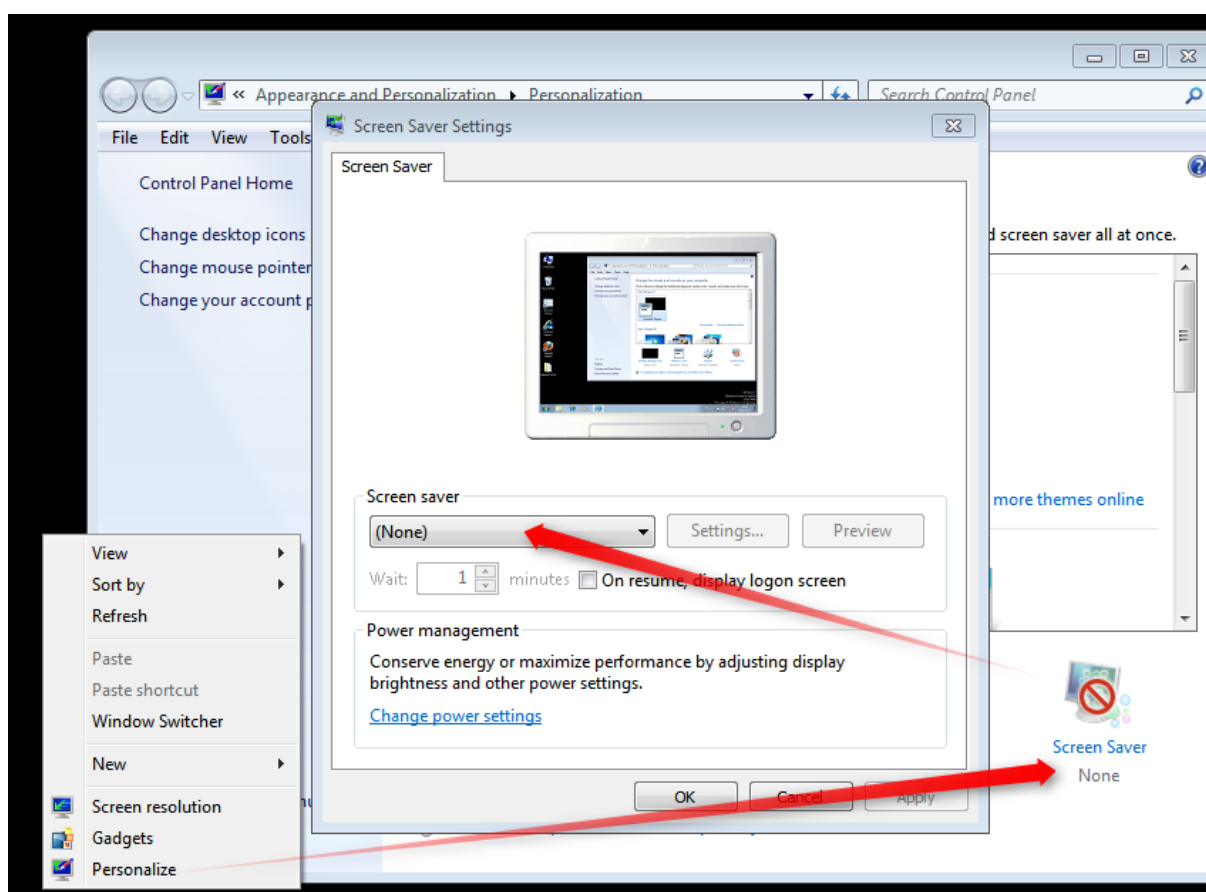 « Appearance and Personalization Personalization
Search Control Panel
File Edit View Tools
Screen Saver Settings
Screen Saver
Control Panel Home
Change desktop icons
Change mouse pointer
Change your account
d screen saver all at once.
Screen saver
(None)
Settings...
Preview
Wait: 1 minutes On resume, display logon screen
more themes online
Power management
Conserve energy or maximize performance by adjusting display
brightness and other power settings.
Change power settings
OK
Cancel
Apply
Screen Saver
None
View
Sort by
Refresh
Paste
Paste shortcut
Window Switcher
New
Screen resolution
Gadgets
Personalize